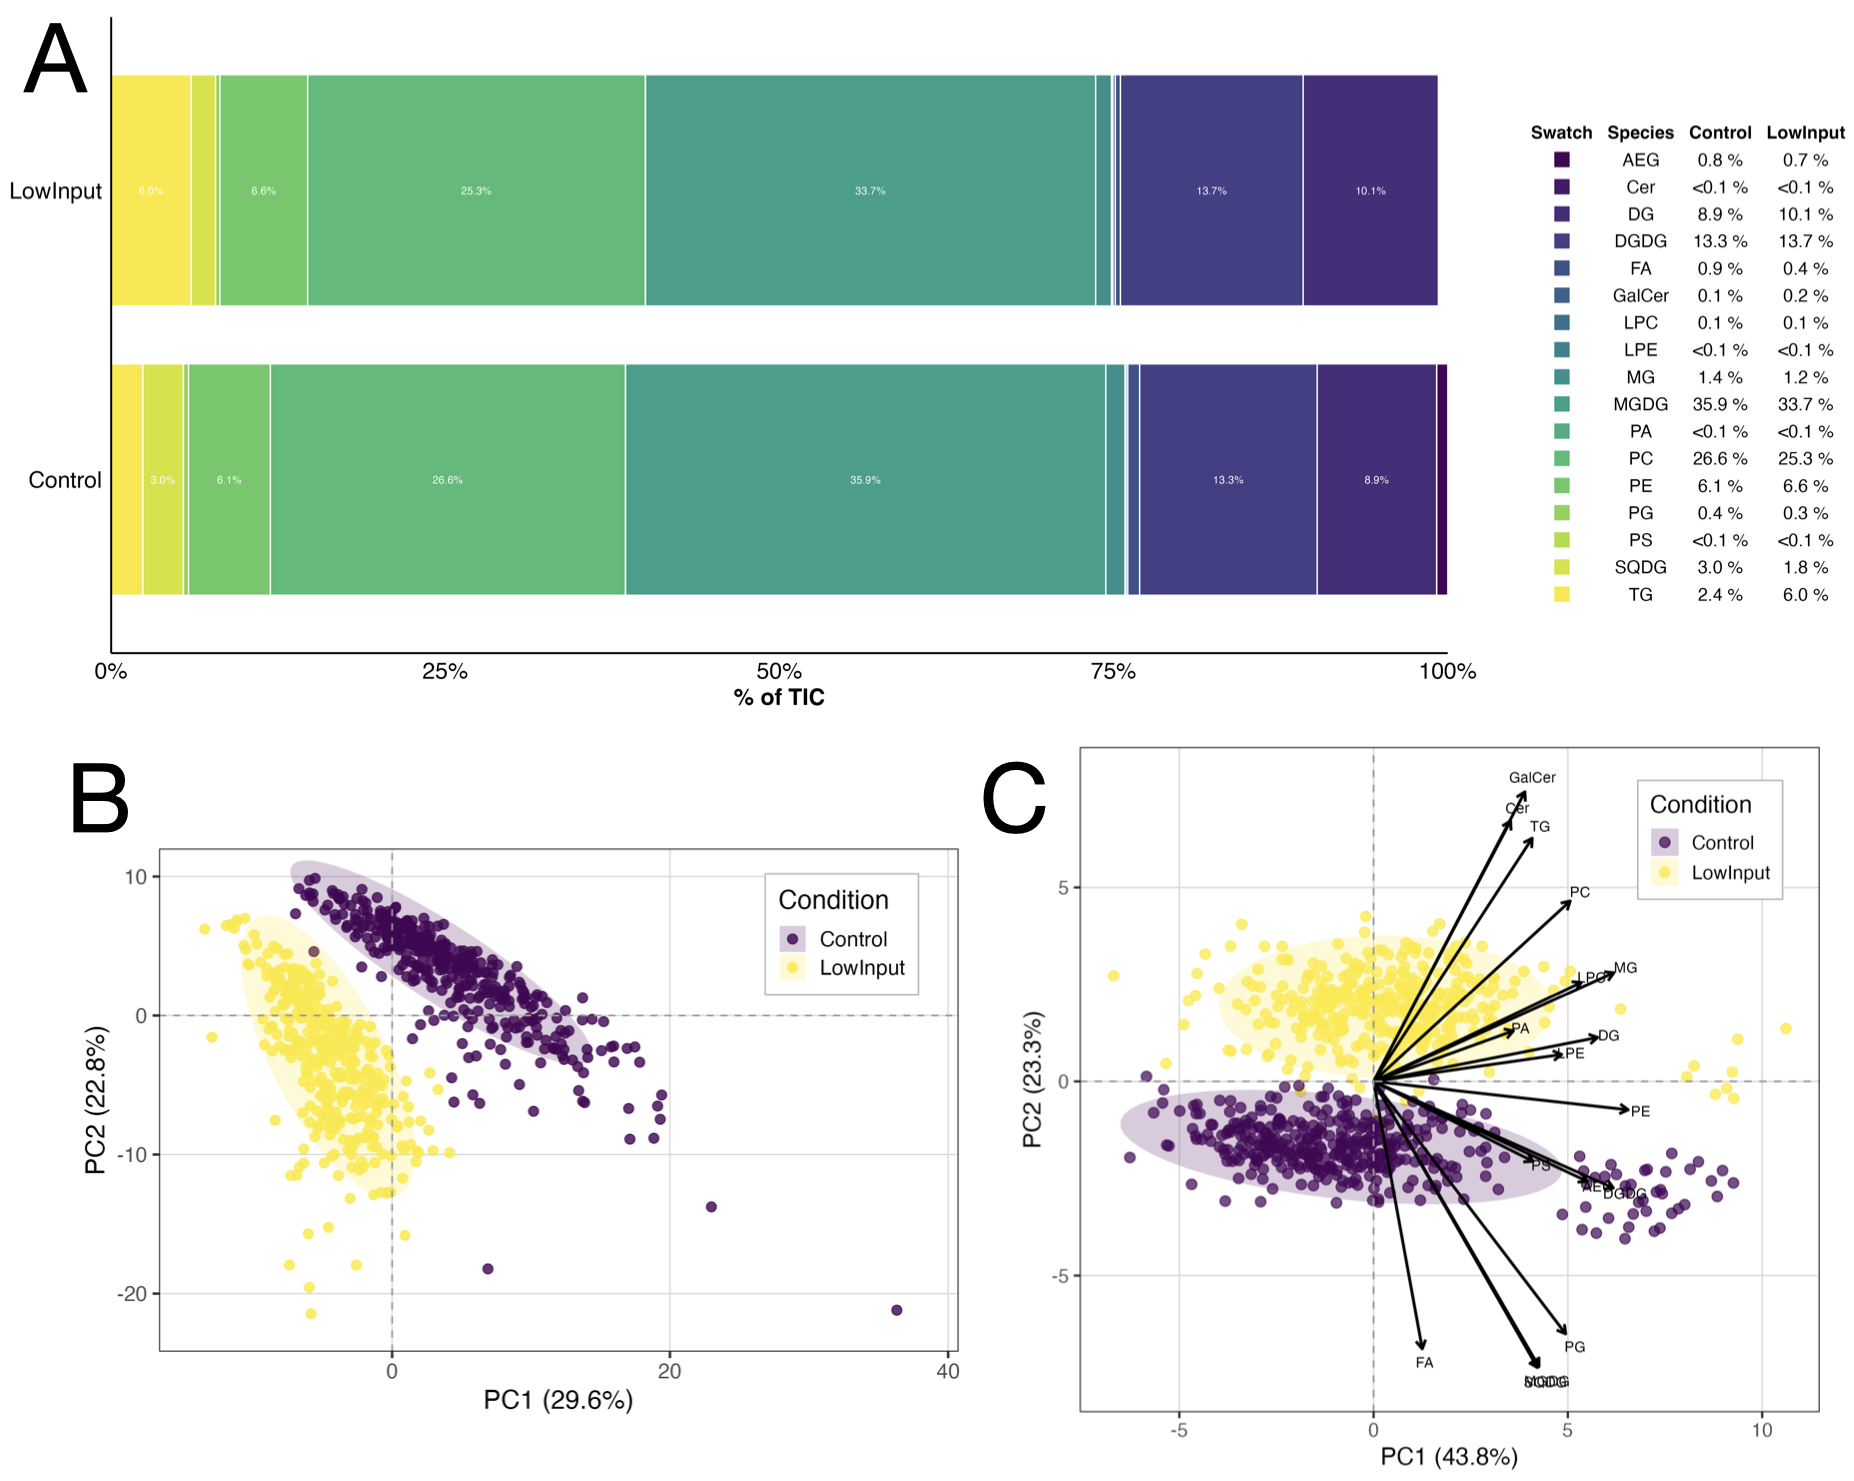 A
LowInput
6.0% 6.6% 25.3% 33.7% 13.7% 10.1%
Control
3.0% 6.1% 26.6% 35.9% 13.3% 8.9%
0% 25% 50% 75% 100%
% of TIC
Swatch Species Control LowInput
AEG 0.8 % 0.7 %
Cer <0.1 % <0.1 %
DG 8.9 % 10.1 %
DGDG 13.3 % 13.7 %
FA 0.9 % 0.4 %
GalCer 0.1 % 0.2 %
LPC 0.1 % 0.1 %
LPE <0.1 % <0.1 %
MG 1.4 % 1.2 %
MGDG 35.9 % 33.7 %
PA <0.1 % <0.1 %
PC 26.6 % 25.3 %
PE 6.1 % 6.6 %
PG 0.4 % 0.3 %
PS <0.1 % <0.1 %
SQDG 3.0 % 1.8 %
TG 2.4 % 6.0 %
B
10
0
-10
-20
PC2 (22.8%)
0 20 40
PC1 (29.6%)
Condition
Control
LowInput
C
5
0
-5
PC2 (23.3%)
-5 0 5 10
PC1 (43.8%)
Condition
Control
LowInput
GalCer
Cer
TG
PC
MG
LPC
PA
DG
LPE
PE
PS
AEG
DGDG
PG
FA